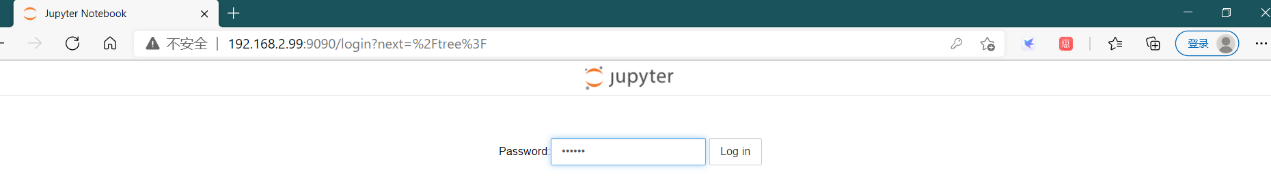 Jupyter Notebook
不安全 | 192.168.2.99:9090/login?next=%2Ftree%3F 登录
jupyter
Password: •••••• Log in